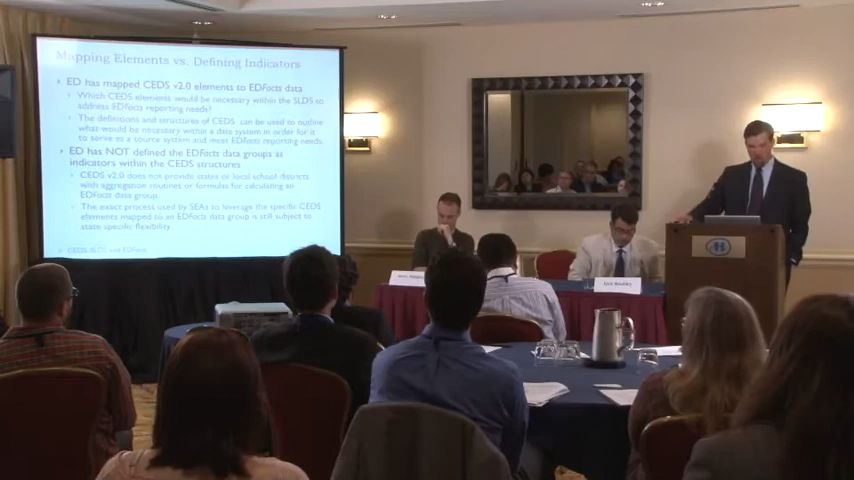 Mapping Elements vs. Defining Indicators
ED has mapped CEDS v2.0 elements to EDFacts data
Which CEDS elements would be necessary within the SLDS to
address EDFacts reporting needs?
The definitions and structures of CEDS can be used to outline
what would be necessary within a data system in order for it
to serve as a source system and meet EDFacts reporting needs
ED has NOT defined the EDFacts data groups as
indicators within the CEDS structures
CEDS v2.0 does not provide states or local school districts
with aggregation routines or formulas for calculating an
EDFacts data group.
The exact process used by SEAs to leverage the specific CEDS
elements mapped to an EDFacts data group is still subject to
state specific flexibility
CEDS, SLDS, and EDFacts
H